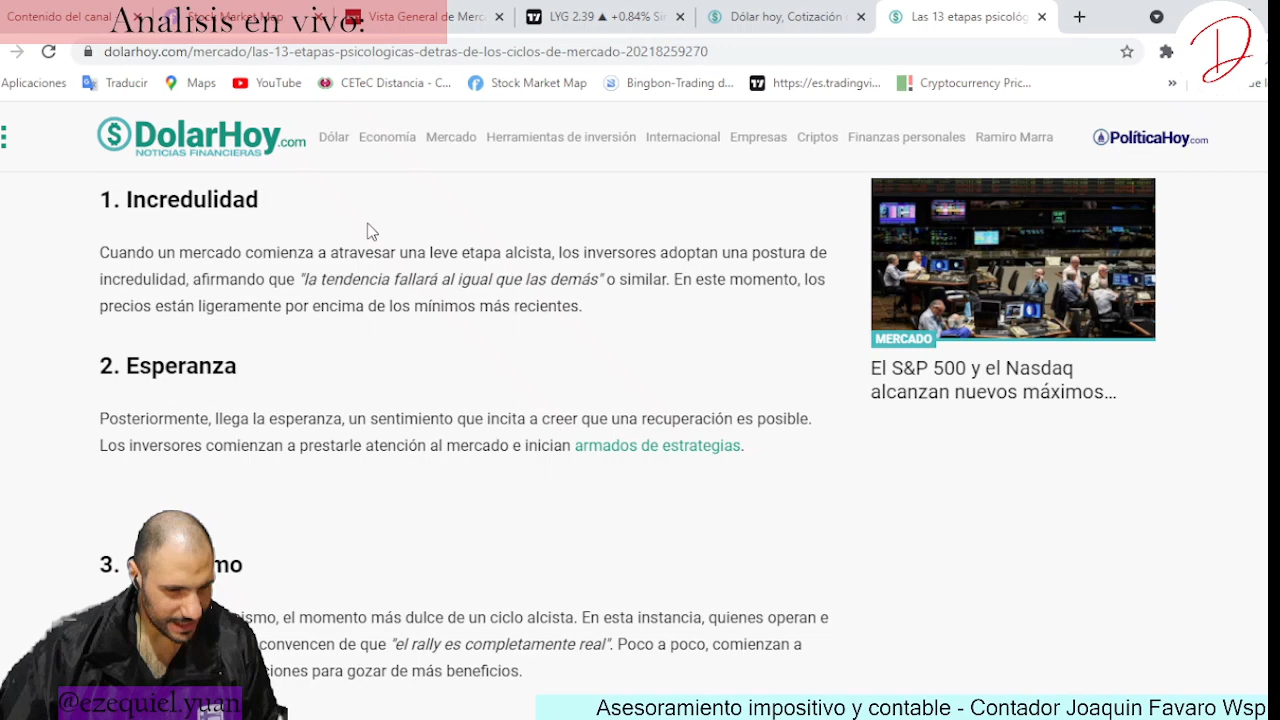 Analisis en vivo.
Contenido del canal
Stock Market Map
Vista General de Merc
LYG 2.39 ▲ +0.84% Sin
Dólar hoy, Cotización
Las 13 etapas psicológ
dolarhoy.com/mercado/las-13-etapas-psicologicas-detras-de-los-ciclos-de-mercado-20218259270
Aplicaciones
Traducir
Maps
YouTube
CETeC Distancia - C...
Stock Market Map
Bingbon-Trading d...
https://es.tradingvi...
Cryptocurrency Pric...
»
DolarHoy.com
NOTICIAS FINANCIERAS
Dólar Economía Mercado Herramientas de inversión Internacional Empresas Criptos Finanzas personales Ramiro Marra
PolíticaHoy.com
1. Incredulidad
Cuando un mercado comienza a atravesar una leve etapa alcista, los inversores adoptan una postura de
incredulidad, afirmando que "la tendencia fallará al igual que las demás" o similar. En este momento, los
precios están ligeramente por encima de los mínimos más recientes.
MERCADO
El S&P 500 y el Nasdaq
alcanzan nuevos máximos...
2. Esperanza
Posteriormente, llega la esperanza, un sentimiento que incita a creer que una recuperación es posible.
Los inversores comienzan a prestarle atención al mercado e inician armados de estrategias.
3. mo
ismo, el momento más dulce de un ciclo alcista. En esta instancia, quienes operan e
convencen de que "el rally es completamente real". Poco a poco, comienzan a
ciones para gozar de más beneficios.
@ezequiel.yuan
Asesoramiento impositivo y contable - Contador Joaquin Favaro Wsp